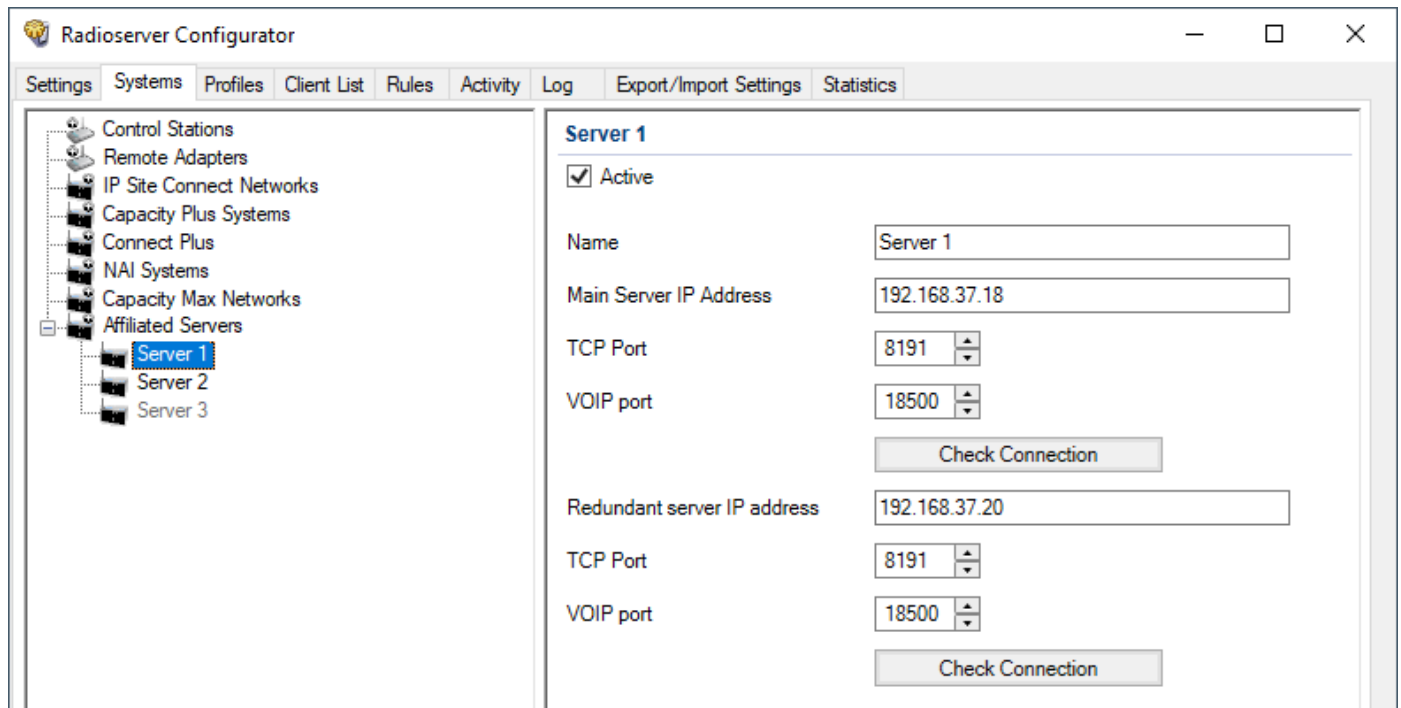 Radioserver Configurator
Settings Systems Profiles Client List Rules Activity Log Export/Import Settings Statistics
Control Stations
Remote Adapters
IP Site Connect Networks
Capacity Plus Systems
Connect Plus
NAI Systems
Capacity Max Networks
Affiliated Servers
Server 1
Server 2
Server 3
Server 1
Active
Name Server 1
Main Server IP Address 192.168.37.18
TCP Port 8191
VOIP port 18500
Check Connection
Redundant server IP address 192.168.37.20
TCP Port 8191
VOIP port 18500
Check Connection